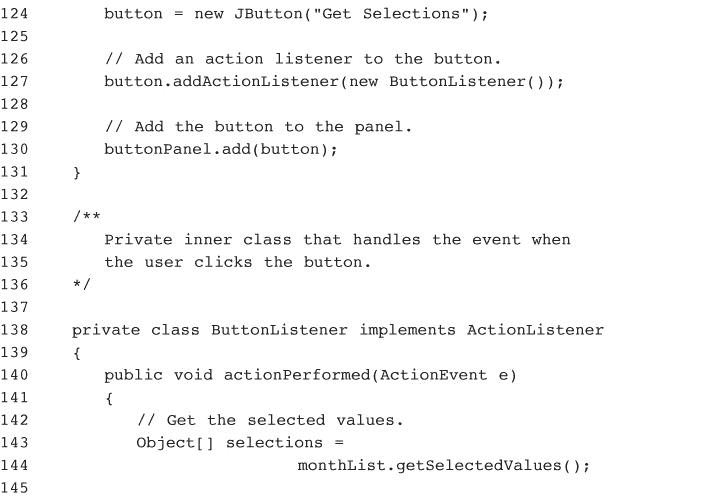 124 button = new JButton("Get Selections");
125
126 // Add an action listener to the button.
127 button.addActionListener(new ButtonListener());
128
129 // Add the button to the panel.
130 buttonPanel.add(button);
131 }
132
133 /**
134 Private inner class that handles the event when
135 the user clicks the button.
136 */
137
138 private class ButtonListener implements ActionListener
139 {
140 public void actionPerformed(ActionEvent e)
141 {
142 // Get the selected values.
143 Object[] selections =
144 monthList.getSelectedValues();
145